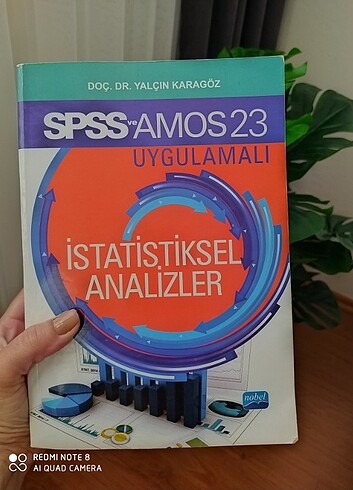 DOÇ. DR. YALÇIN KARAGÖZ
SPSS ve AMOS 23
UYGULAMALI
İSTATİSTİKSEL
ANALİZLER
nobel
REDMI NOTE 8
AI QUAD CAMERA